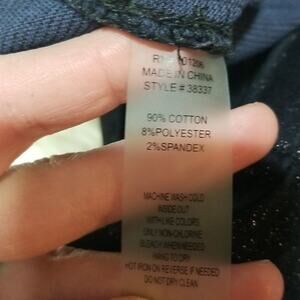 MADE IN CHINA
STYLE # 38337
90% COTTON
8%POLYESTER
2%SPANDEX
MACHINE WASH COLD
INSIDE OUT
WITH LIKE COLORS
ONLY NON-CHLORINE
BLEACH WHEN NEEDED
HANG TO DRY
HOT IRON ON REVERSE IF NEEDED
DO NOT DRY CLEAN